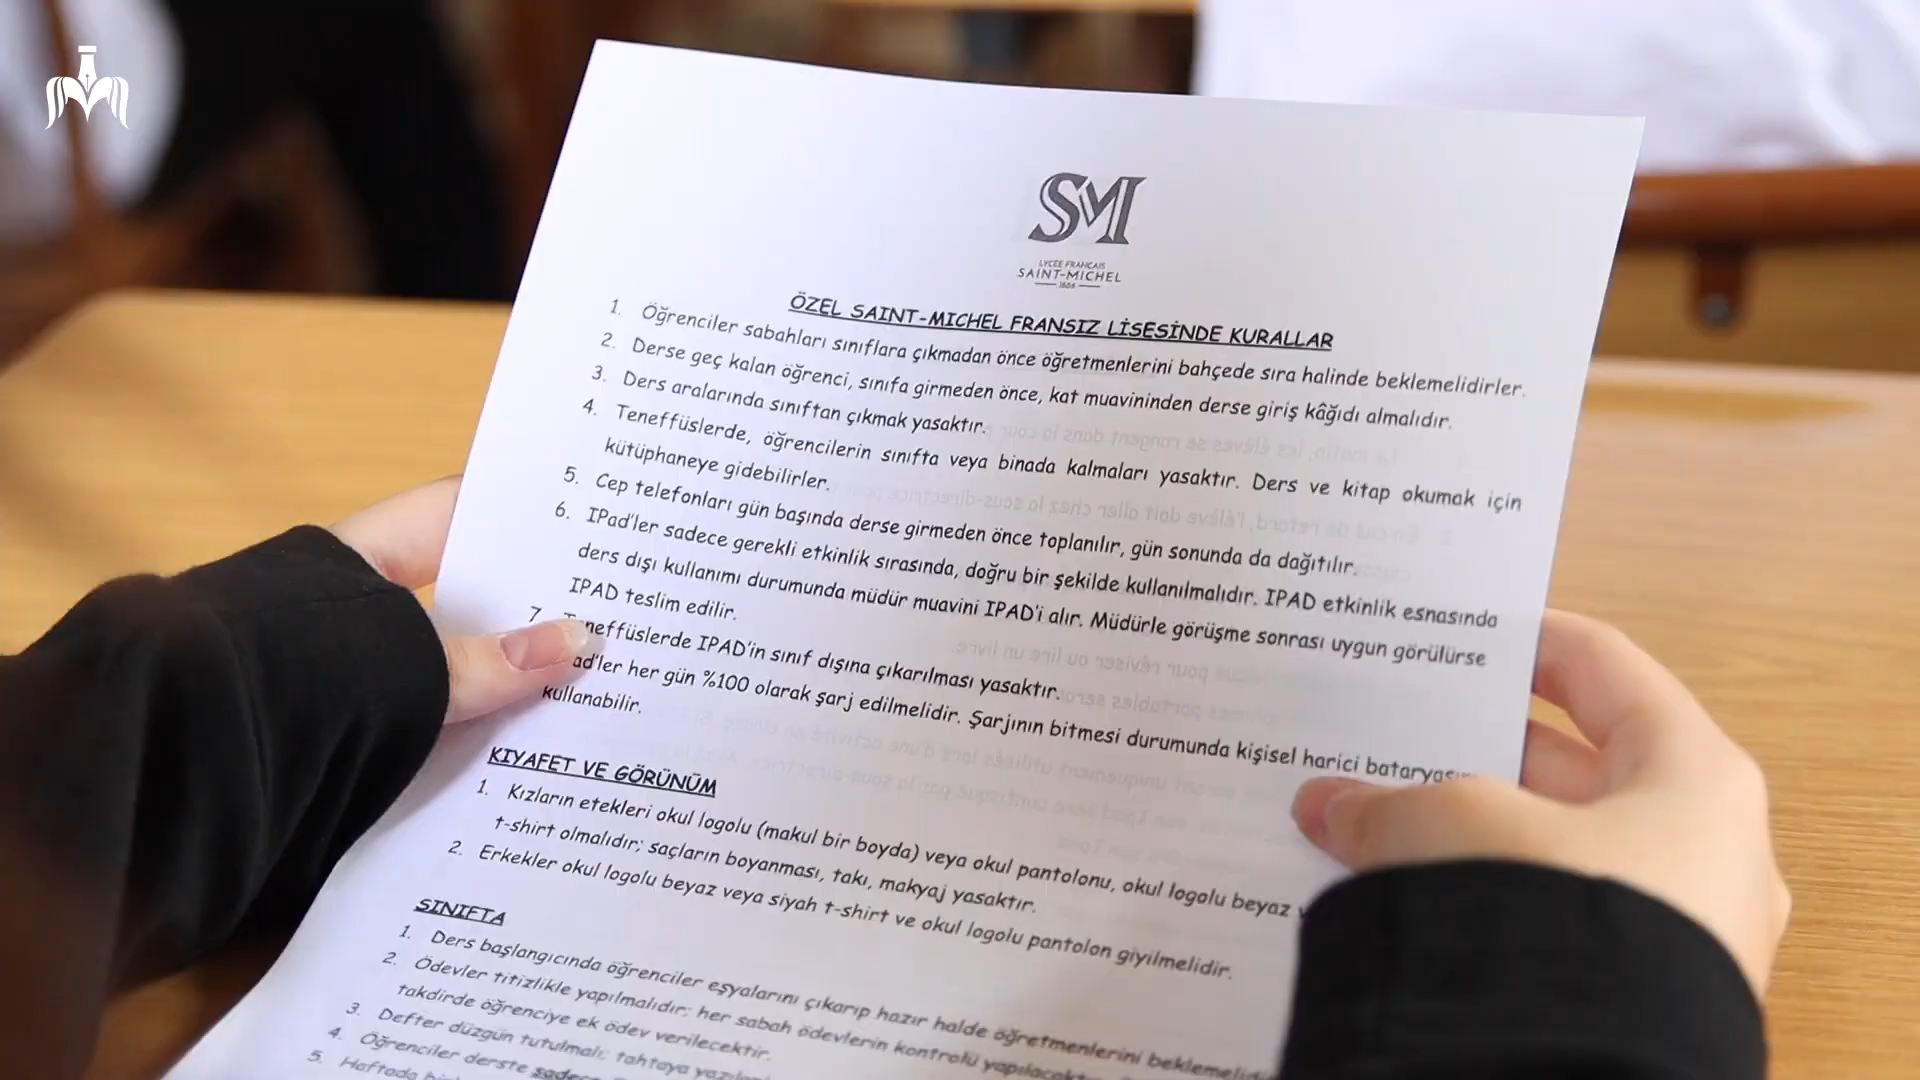 SM
LYCÉE FRANÇAIS
SAINT-MICHEL
1886
ÖZEL SAINT-MICHEL FRANSIZ LİSESİNDE KURALLAR
1. Öğrenciler sabahları sınıflara çıkmadan önce öğretmenlerini bahçede sıra halinde beklemelidirler.
2. Derse geç kalan öğrenci, sınıfa girmeden önce, kat muavininden derse giriş kâğıdı almalıdır.
3. Ders aralarında sınıftan çıkmak yasaktır.
4. Teneffüslerde, öğrencilerin sınıfta veya binada kalmaları yasaktır. Ders ve kitap okumak için
kütüphaneye gidebilirler.
5. Cep telefonları gün başında derse girmeden önce toplanılır, gün sonunda da dağıtılır.
6. IPad'ler sadece gerekli etkinlik sırasında, doğru bir şekilde kullanılmalıdır. IPAD etkinlik esnasında
ders dışı kullanımı durumunda müdür muavini IPAD'i alır. Müdürle görüşme sonrası uygun görülürse
IPAD teslim edilir.
7 Teneffüslerde IPAD'in sınıf dışına çıkarılması yasaktır.
ad'ler her gün %100 olarak şarj edilmelidir. Şarjının bitmesi durumunda kişisel harici
kullanabilir.
KIYAFET VE GÖRÜNÜM
1. Kızların etekleri okul logolu (makul bir boyda) veya okul pantolonu, okul logolu beyaz
t-shirt olmalıdır; saçların boyanması, takı, makyaj yasaktır.
2. Erkekler okul logolu beyaz veya siyah t-shirt ve okul logolu pantolon giyilmelidir.
SINIFTA
1. Ders başlangıcında öğrenciler eşyalarını çıkarıp hazır halde öğretmenlerini
2. Ödevler titizlikle yapılmalıdır; her sabah ödevlerin kontrolü
takdirde öğrenciye ek ödev verilecektir.
3. Defter düzgün tutulmalı; tahtaya
4. Öğrenciler derste sadece
5. Haftada